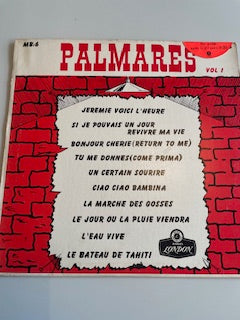 MB.6
PALMARES
VOL 1
JEREMIE VOICI L'HEURE
SI JE POUVAIS UN JOUR
REVIVRE MA VIE
BONJOUR CHERIE (RETURN TO ME)
TU ME DONNES (COME PRIMA)
UN CERTAIN SOURIRE
CIAO CIAO BAMBINA
LA MARCHE DES GOSSES
LE JOUR OU LA PLUIE VIENDRA
L'EAU VIVE
LE BATEAU DE TAHITI
LONDON